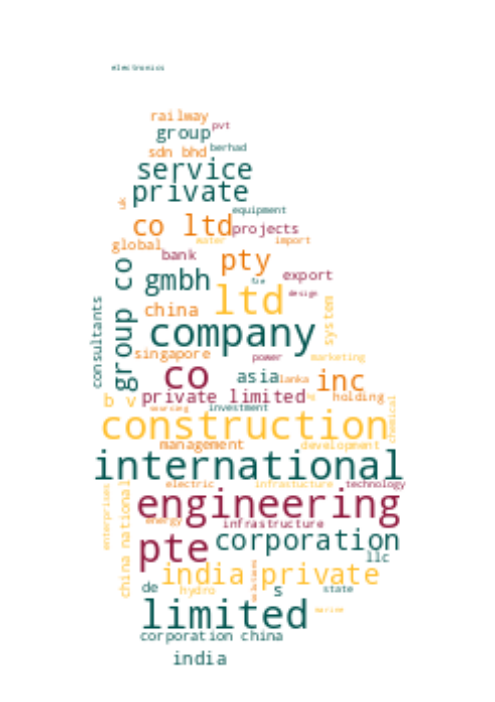 electronics
railway
pvt
group
sdn bhd
berhad
service
private
uk
equipment
co ltd
projects
global
water
import
bank
pty
group co
gmbh
export
design
consultants
china
ltd
system
company
singapore
power
marketing
co
asia
lanka
inc
private limited
holding
b v
sourcing
investment
construction
chemical
management
development
international
electric
infrastucture
technology
enterprises
china national
engineering
energy
infrastructure
pte
corporation
llc
india private
de
hydro
s
state
limited
marine
corporation china
india